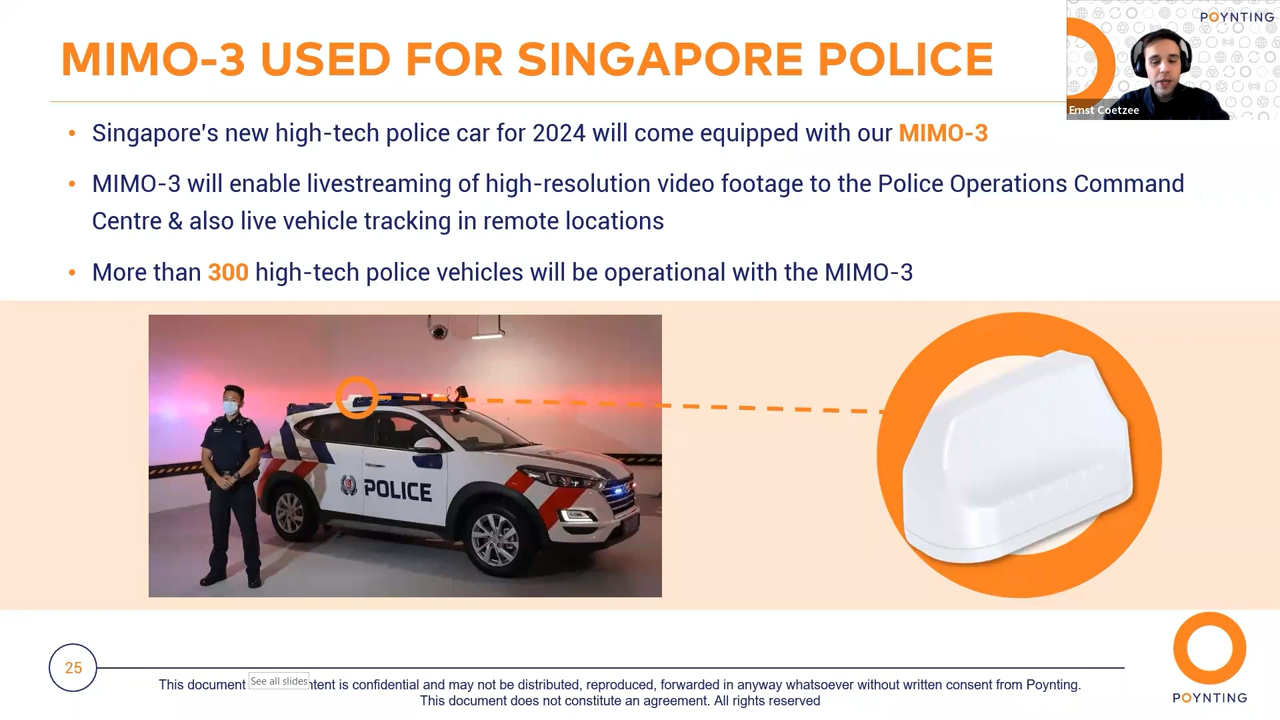 POYNTING
MIMO-3 USED FOR SINGAPORE POLICE
Ernst Coetzee
• Singapore's new high-tech police car for 2024 will come equipped with our MIMO-3
• MIMO-3 will enable livestreaming of high-resolution video footage to the Police Operations Command
Centre & also live vehicle tracking in remote locations
• More than 300 high-tech police vehicles will be operational with the MIMO-3
POLICE
25
See all slides
This document ntent is confidential and may not be distributed, reproduced, forwarded in anyway whatsoever without written consent from Poynting.
This document does not constitute an agreement. All rights reserved
POYNTING